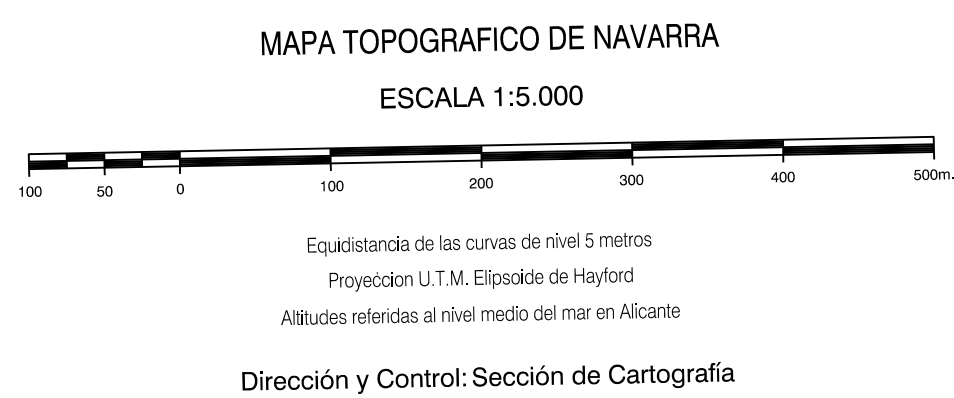 MAPA TOPOGRAFICO DE NAVARRA
ESCALA 1:5.000
100 50 0 100 200 300 400 500m.
Equidistancia de las curvas de nivel 5 metros
Proyeċcion U.T.M. Elipsoide de Hayford
Altitudes referidas al nivel medio del mar en Alicante
Dirección y Control: Sección de Cartografía